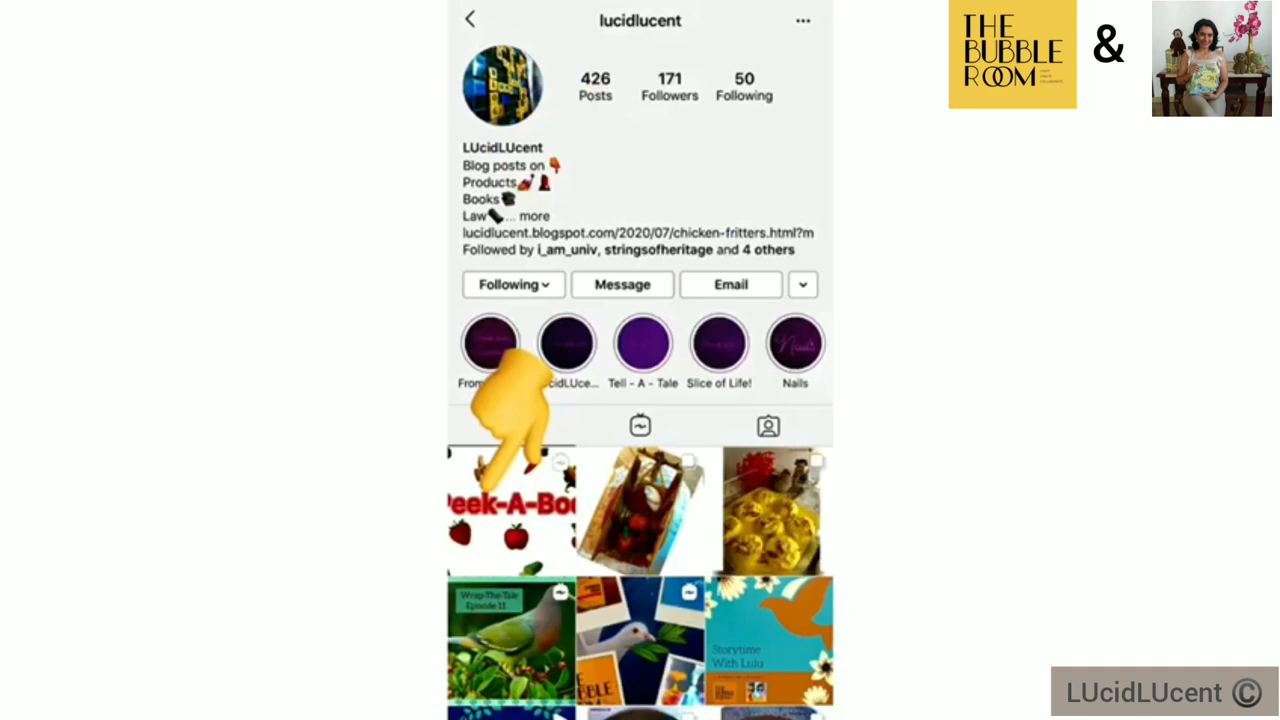 lucidlucent
426 171 50
Posts Followers Following
LUcidLUcent
Blog posts on
Products
Books
Law ... more
lucidlucent.blogspot.com/2020/07/chicken-fritters.html?m
Followed by i_am_univ, stringsofheritage and 4 others
Following Message Email
Tell - A - Tale Slice of Life! Nails
Nails
Peek-A-Boo
Wrap-The-Tale
Episode 11
Storytime
With Lulu
THE
BUBBLE
ROOM
&
LUcidLUcent ©